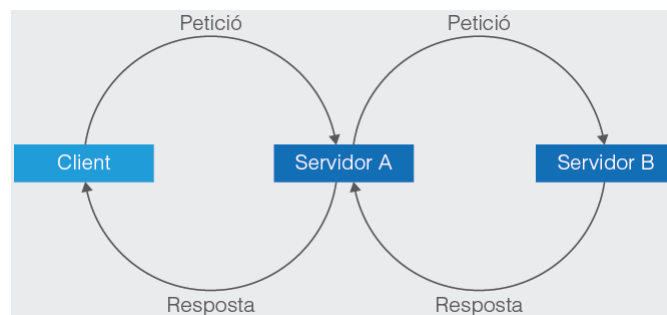 Petició
Petició
Client
Servidor A
Servidor B
Resposta
Resposta